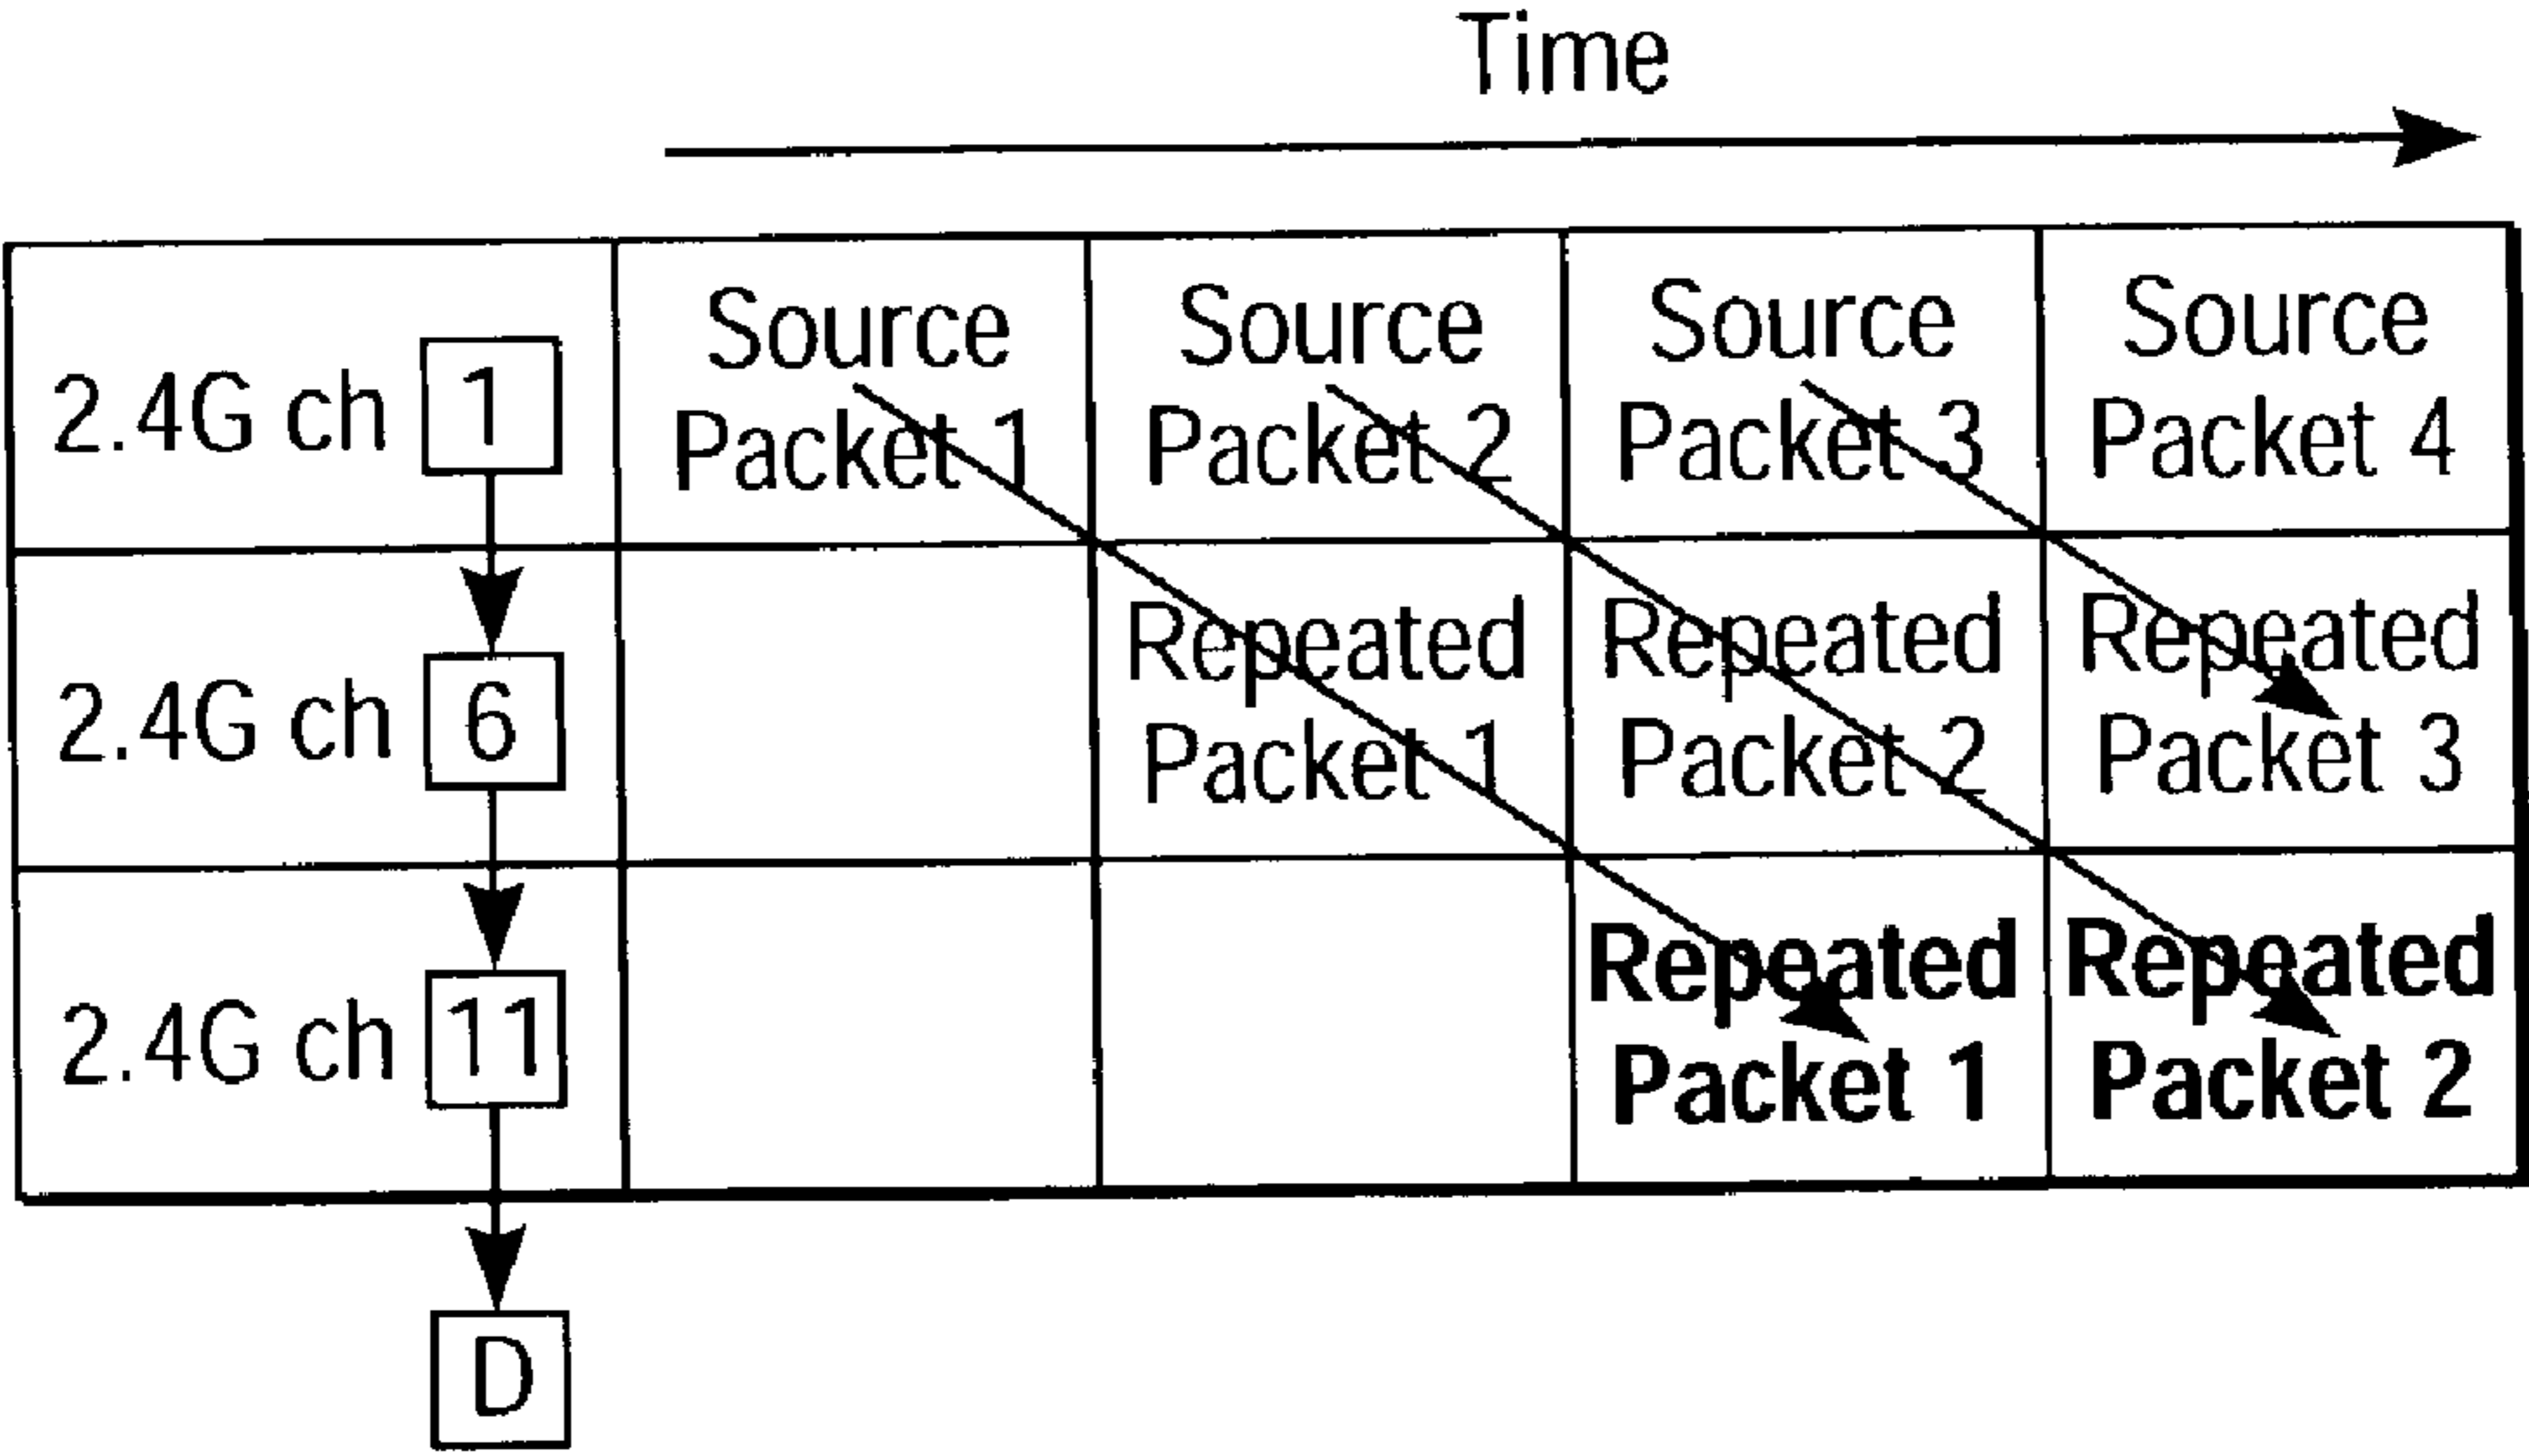 Time
2.4G ch 1
Source
Packet 1
Source
Packet 2
Source
Packet 3
Source
Packet 4
2.4G ch 6
Repeated
Packet 1
Repeated
Packet 2
Repeated
Packet 3
2.4G ch 11
Repeated
Packet 1
Repeated
Packet 2
D